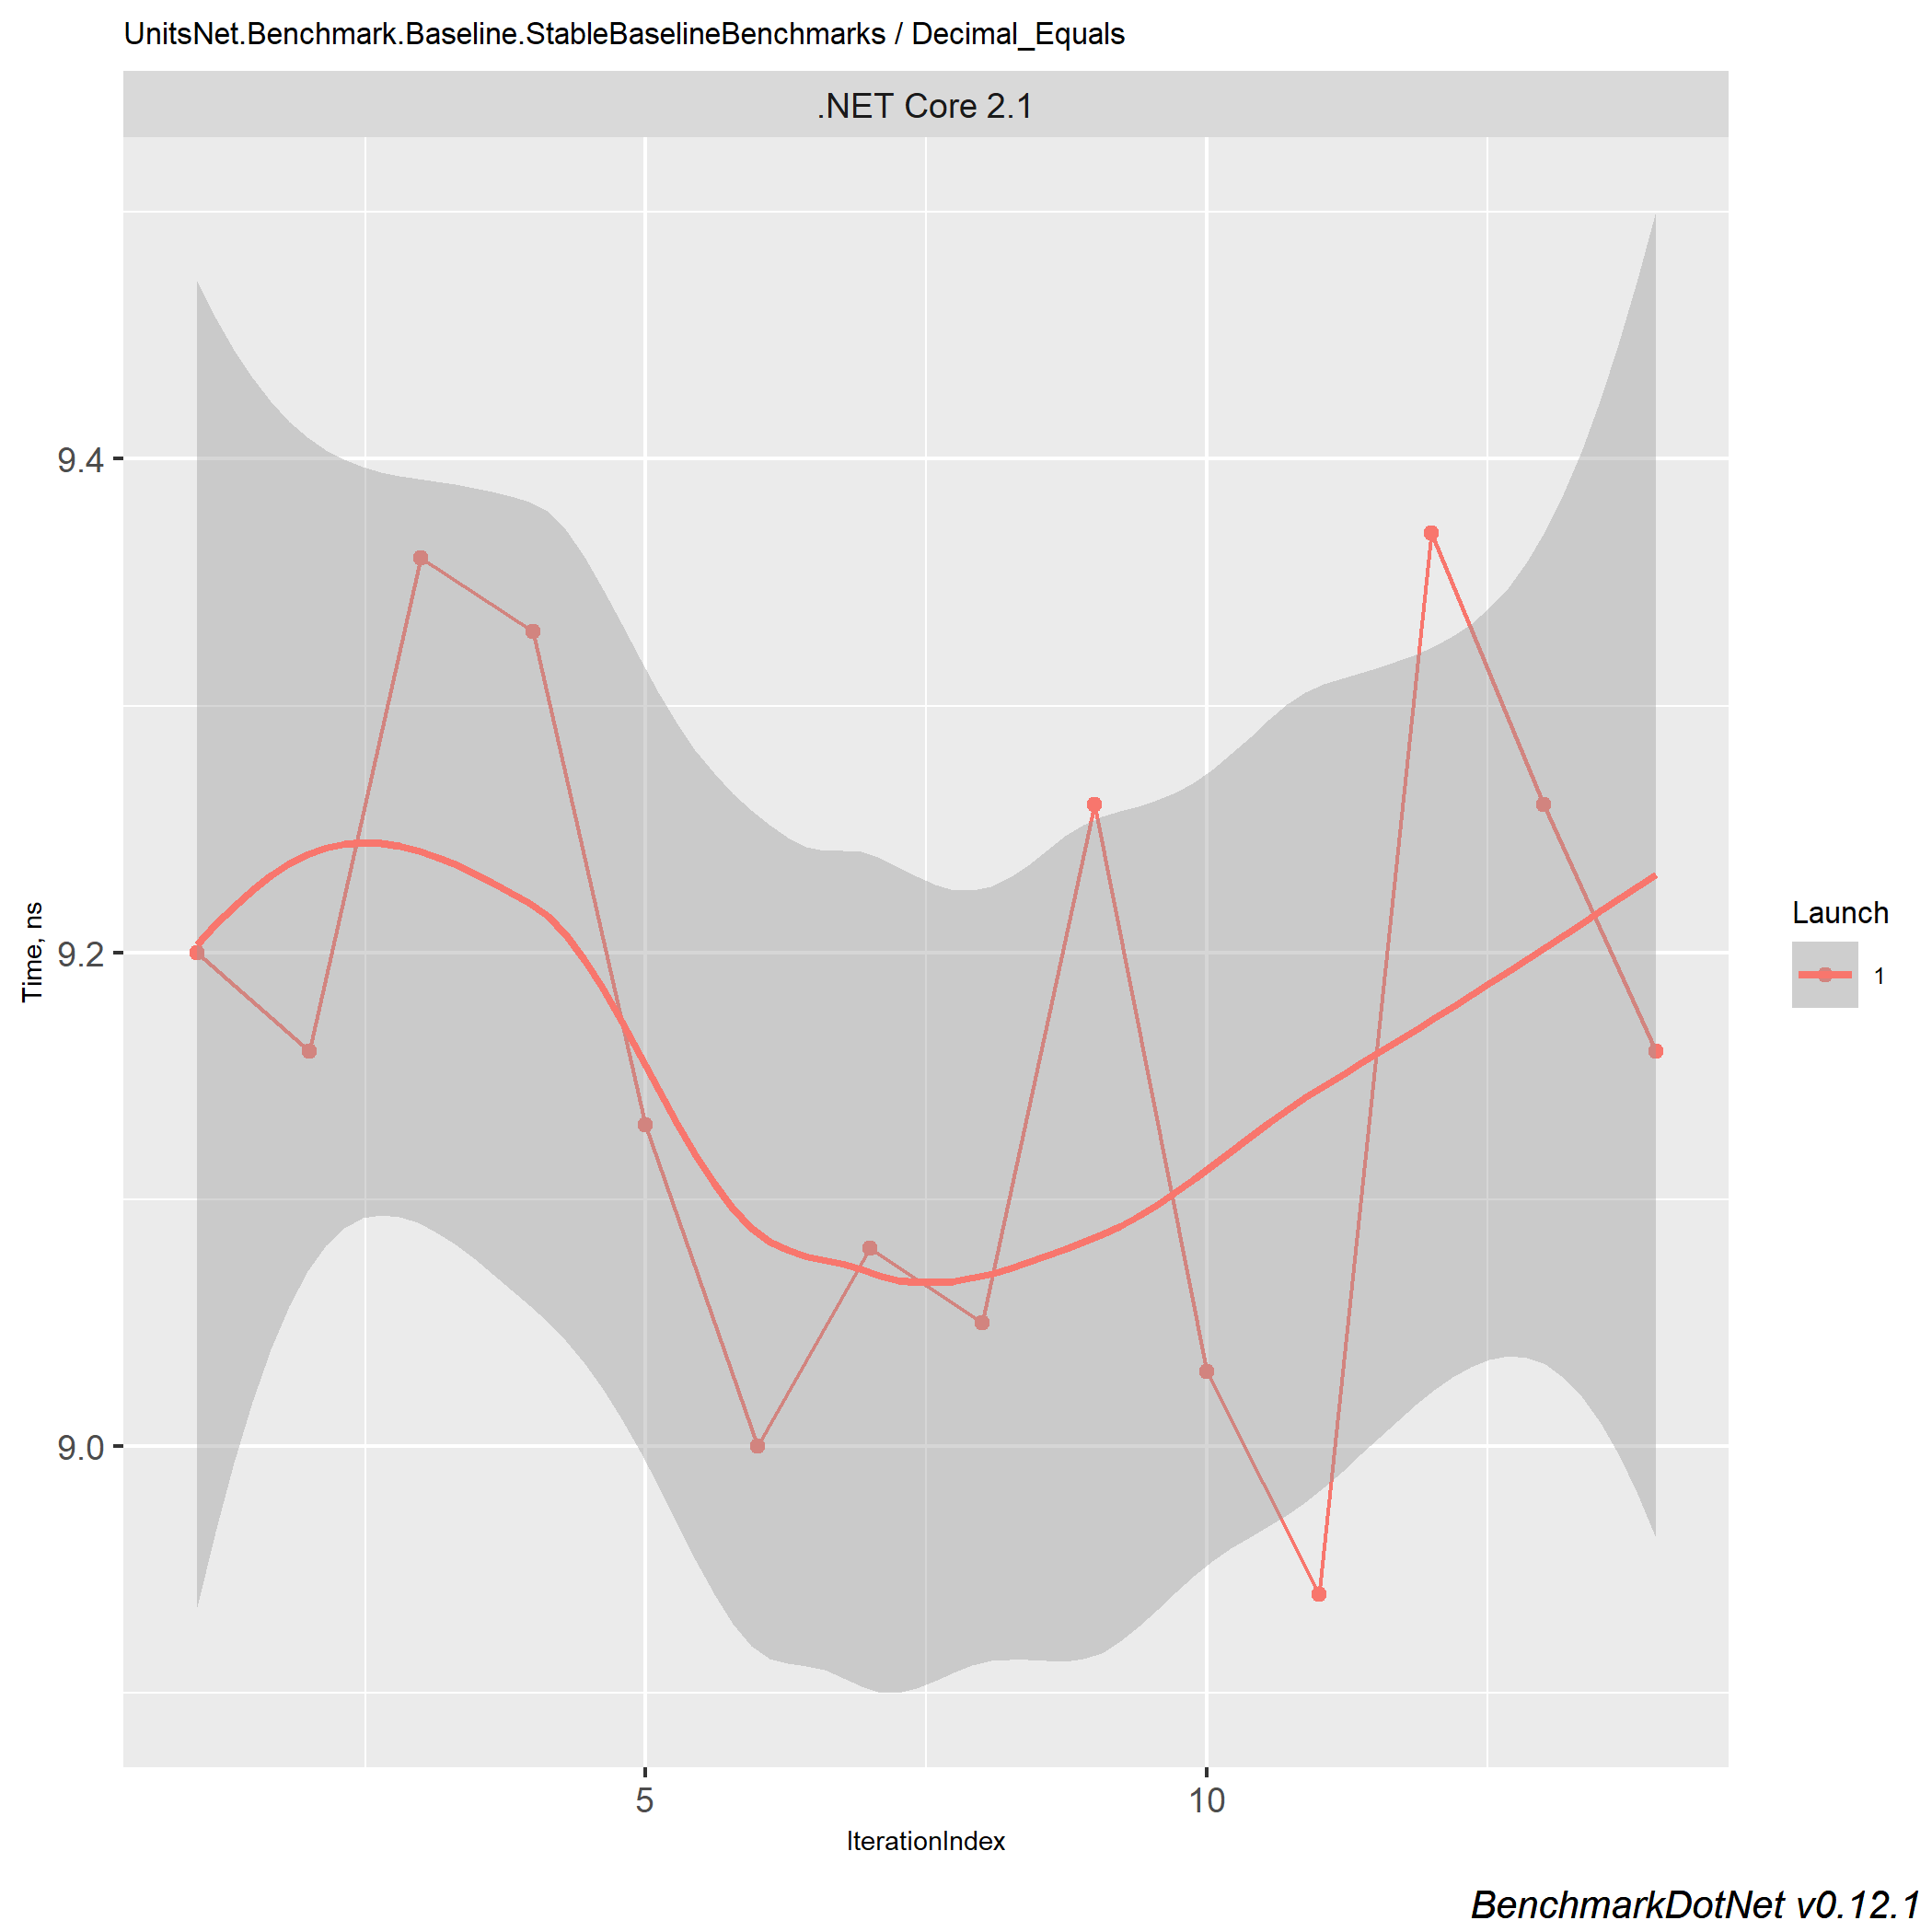 UnitsNet.Benchmark.Baseline.StableBaselineBenchmarks / Decimal_Equals
.NET Core 2.1
9.4
9.2
9.0
Time, ns
5
10
IterationIndex
Launch
1
BenchmarkDotNet v0.12.1